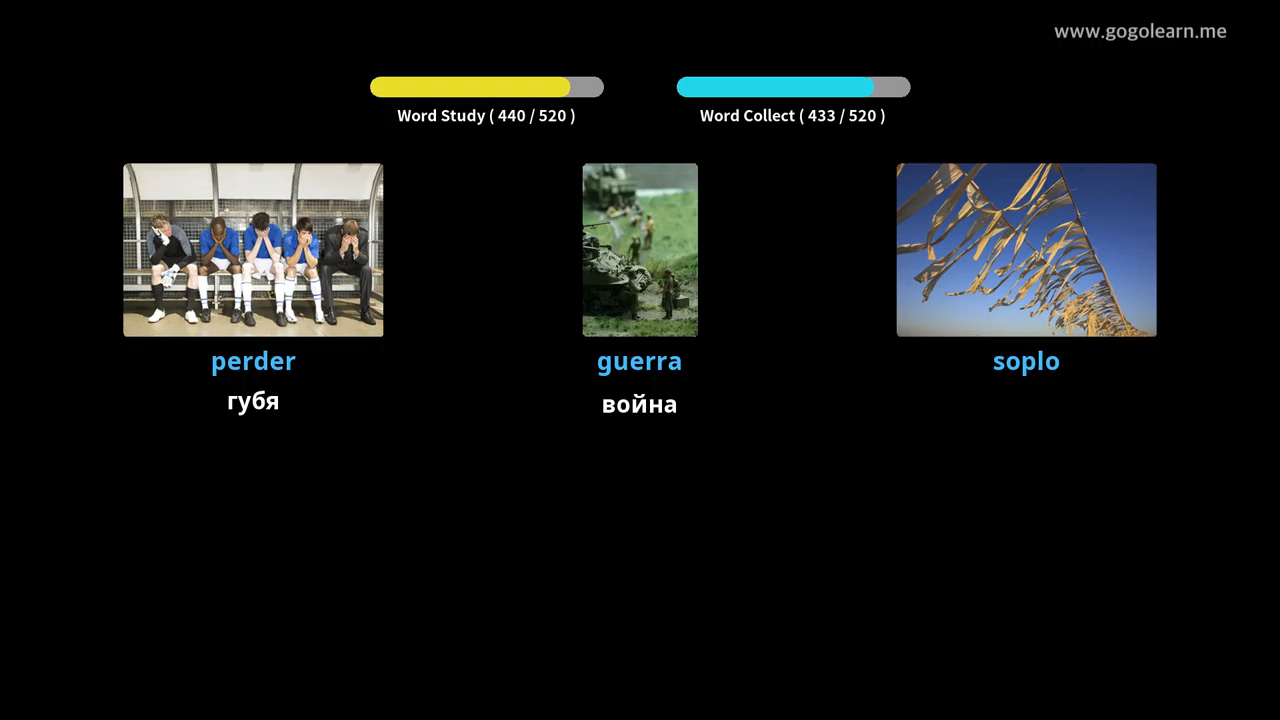 www.gogolearn.me
Word Study ( 440 / 520 )
Word Collect ( 433 / 520 )
perder
guerra
soplo
губя
война